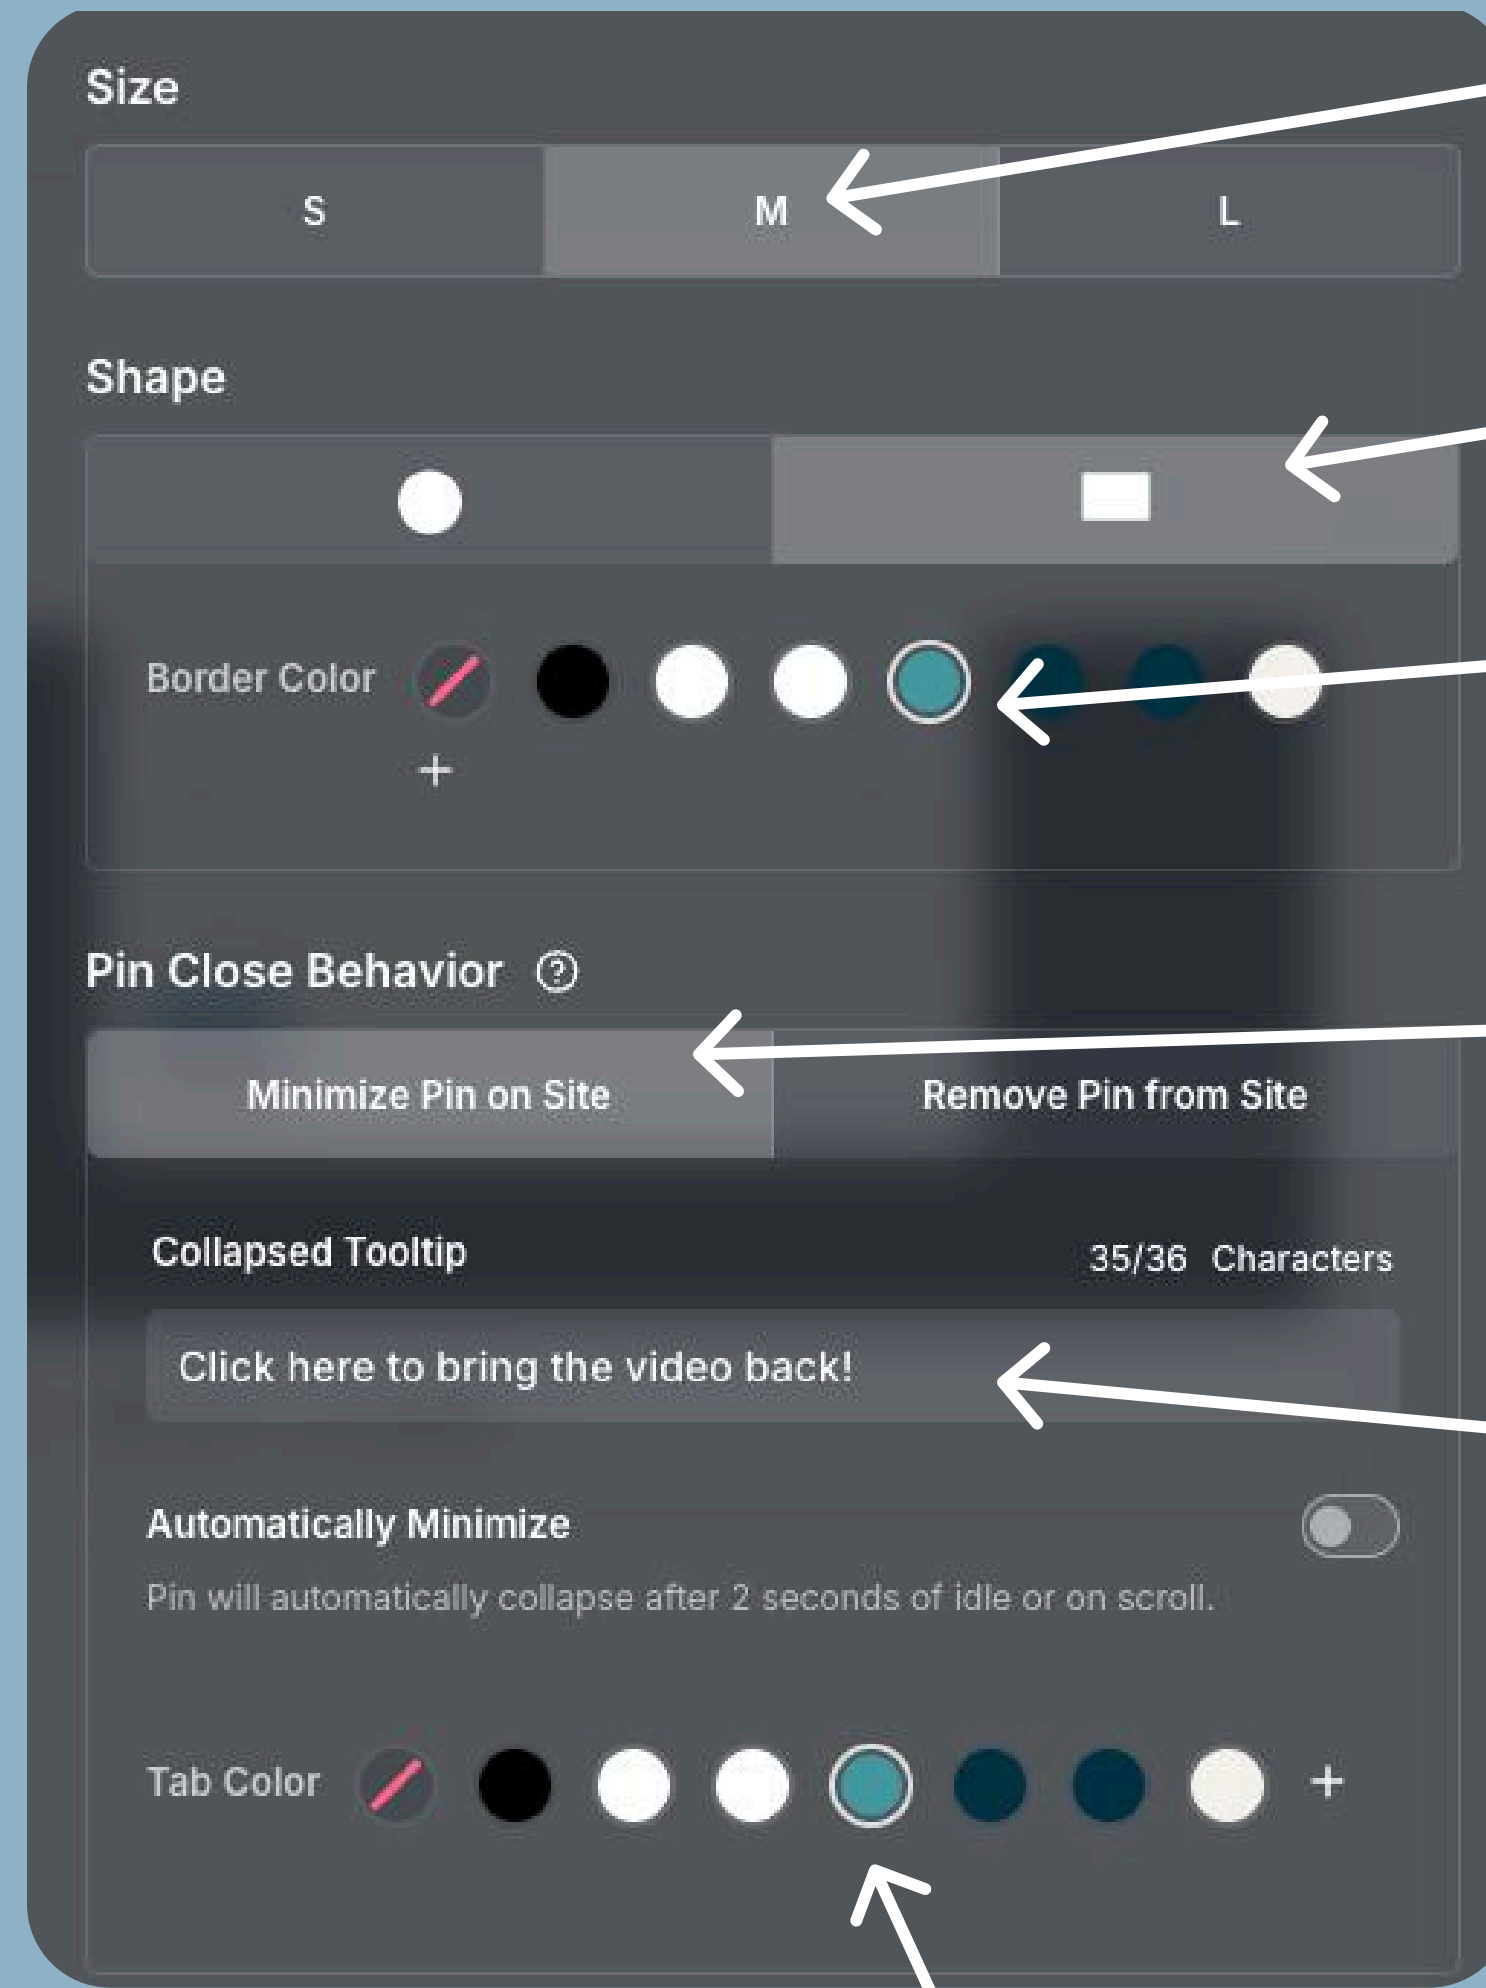 Size
S M L
Shape
Border Color
+
Pin Close Behavior ?
Minimize Pin on Site Remove Pin from Site
Collapsed Tooltip 35/36 Characters
Click here to bring the video back!
Automatically Minimize
Pin will automatically collapse after 2 seconds of idle or on scroll.
Tab Color +